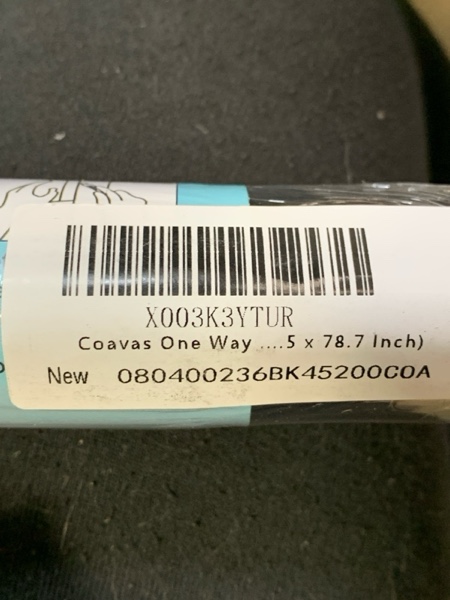 X003K3YTUR
Coavas One Way ....5 x 78.7 Inch)
New 080400236BK45200C0A